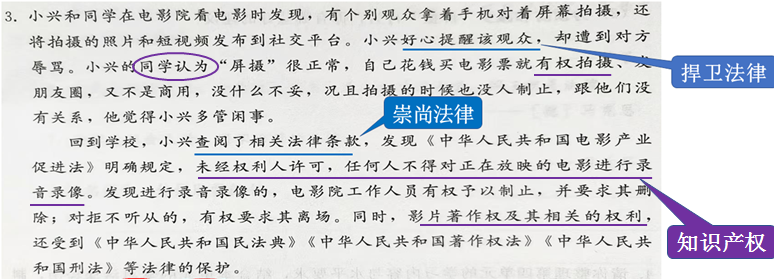 3. 小兴和同学在电影院看电影时发现，有个别观众拿着手机对着屏幕拍摄，还
将拍摄的照片和短视频发布到社交平台。小兴好心提醒该观众，却遭到对方
辱骂。小兴的同学认为“屏摄”很正常，自己花钱买电影票就有权拍摄、发
朋友圈，又不是商用，没什么不妥，况且拍摄的时候也没人制止，跟他们没
有关系，他觉得小兴多管闲事。
捍卫法律
崇尚法律
回到学校，小兴查阅了相关法律条款，发现《中华人民共和国电影产业
促进法》明确规定，未经权利人许可，任何人不得对正在放映的电影进行录
音录像。发现进行录音录像的，电影院工作人员有权予以制止，并要求其删
除；对拒不听从的，有权要求其离场。同时，影片著作权及其相关的权利，
还受到《中华人民共和国民法典》《中华人民共和国著作权法》《中华人民共
和国刑法》等法律的保护。
知识产权